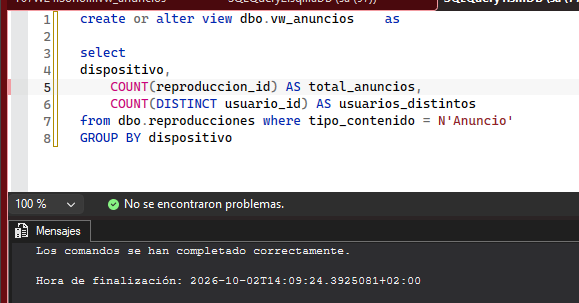 1 create or alter view dbo.vw_anuncios as
2
3 select
4 dispositivo,
5 COUNT(reproduccion_id) AS total_anuncios,
6 COUNT(DISTINCT usuario_id) AS usuarios_distintos
7 from dbo.reproducciones where tipo_contenido = N'Anuncio'
8 GROUP BY dispositivo
100 %
No se encontraron problemas.
Mensajes
Los comandos se han completado correctamente.
Hora de finalización: 2026-10-02T14:09:24.3925081+02:00